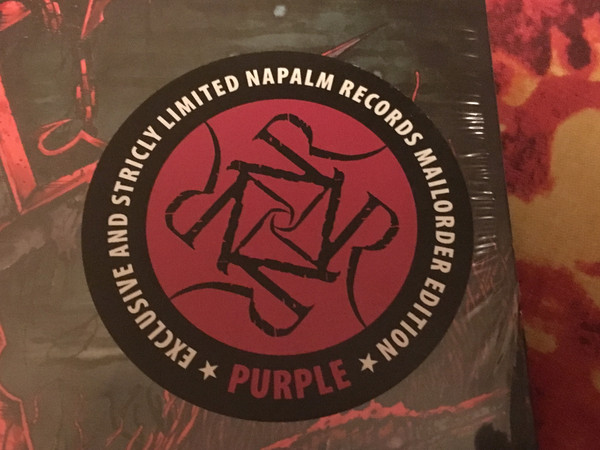 EXCLUSIVE AND STRICLY LIMITED NAPALM RECORDS MAILORDER EDITION
PURPLE